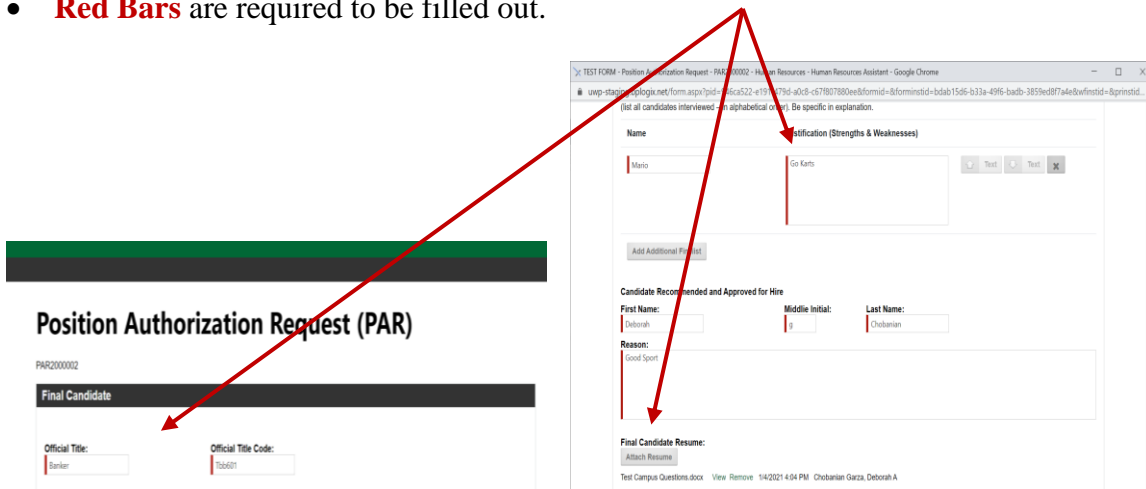 • Red Bars are required to be filled out.
TEST FORM - Position Authorization Request - PAR2000002 - Human Resources - Human Resources Assistant - Google Chrome
(list all candidates interviewed – in alphabetical order). Be specific in explanation.
Name
Justification (Strengths & Weaknesses)
Mario
Go Karts
Text
Text
x
Add Additional Finalist
Candidate Recommended and Approved for Hire
First Name:
Middlie Initial:
Last Name:
Deborah
g
Chobanian
Reason:
Good Sport
Final Candidate Resume:
Attach Resume
Test Campus Questions.docx View Remove 1/4/2021 4:04 PM Chobanian Garza, Deborah A
Position Authorization Request (PAR)
PAR2000002
Final Candidate
Official Title:
Official Title Code:
Banker
Tbb601